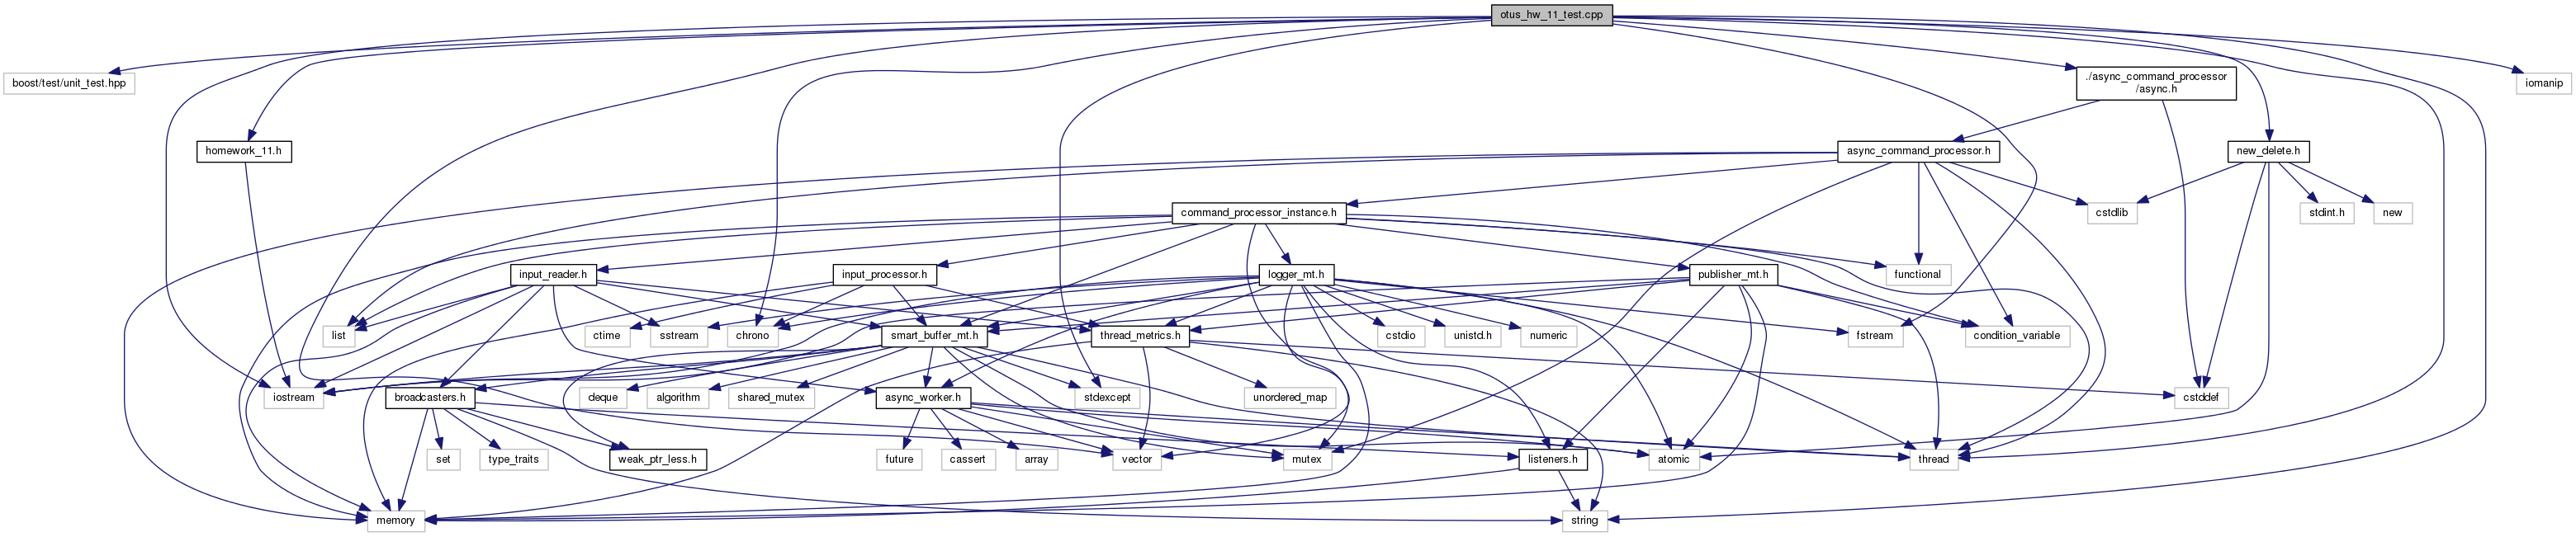 otus_hw_11_test.cpp
boost/test/unit_test.hpp
./async_command_processor
/async.h
iomanip
homework_11.h
async_command_processor.h
new_delete.h
command_processor_instance.h
cstdlib
stdint.h
new
input_reader.h
input_processor.h
logger_mt.h
publisher_mt.h
functional
list
ctime
sstream
chrono
smart_buffer_mt.h
thread_metrics.h
cstdio
unistd.h
numeric
fstream
condition_variable
iostream
broadcasters.h
deque
algorithm
shared_mutex
async_worker.h
stdexcept
unordered_map
cstddef
set
type_traits
weak_ptr_less.h
future
cassert
array
vector
mutex
listeners.h
atomic
thread
memory
string